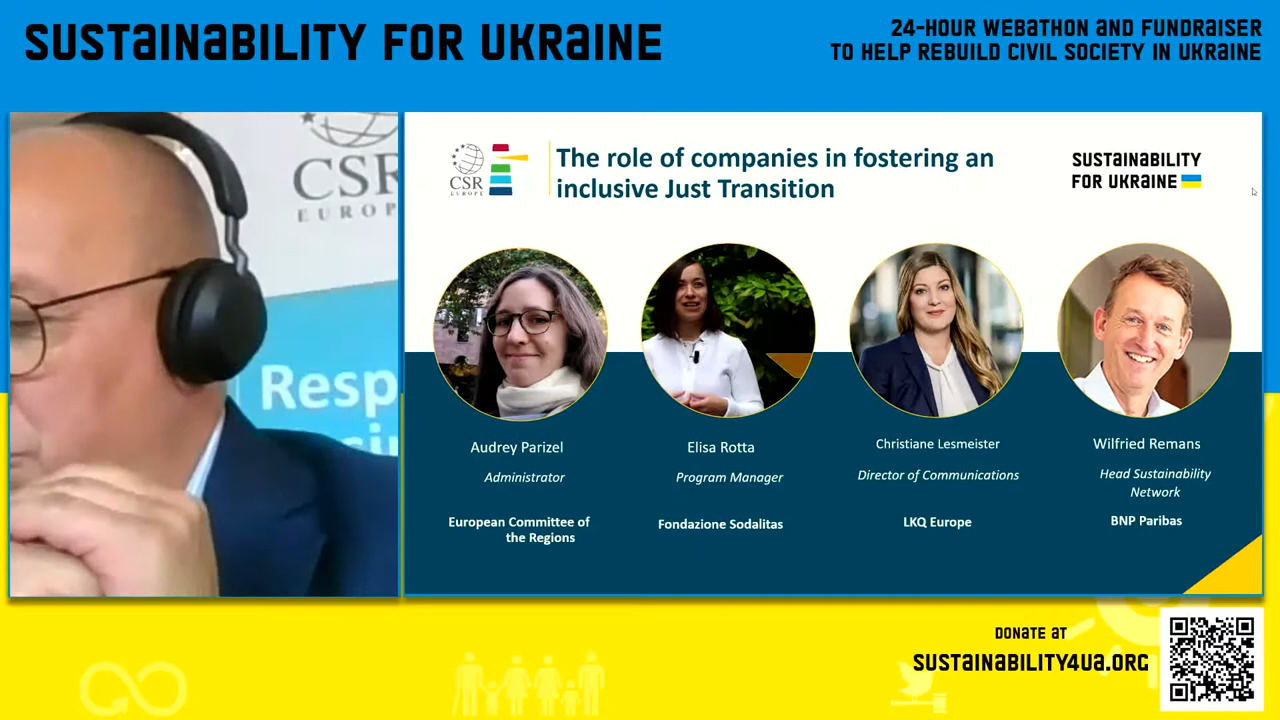 SUSTAINABILITY FOR UKRAINE
24-HOUR WEBATHON AND FUNDRAISER
TO HELP REBUILD CIVIL SOCIETY IN UKRAINE
CSR
EUROP
Resp
CSR
EUROPE
The role of companies in fostering an
inclusive Just Transition
SUSTAINABILITY
FOR UKRAINE
Audrey Parizel
Administrator
European Committee of
the Regions
Elisa Rotta
Program Manager
Fondazione Sodalitas
Christiane Lesmeister
Director of Communications
LKQ Europe
Wilfried Remans
Head Sustainability
Network
BNP Paribas
DONATE AT
SUSTAINABILITY4UA.ORG